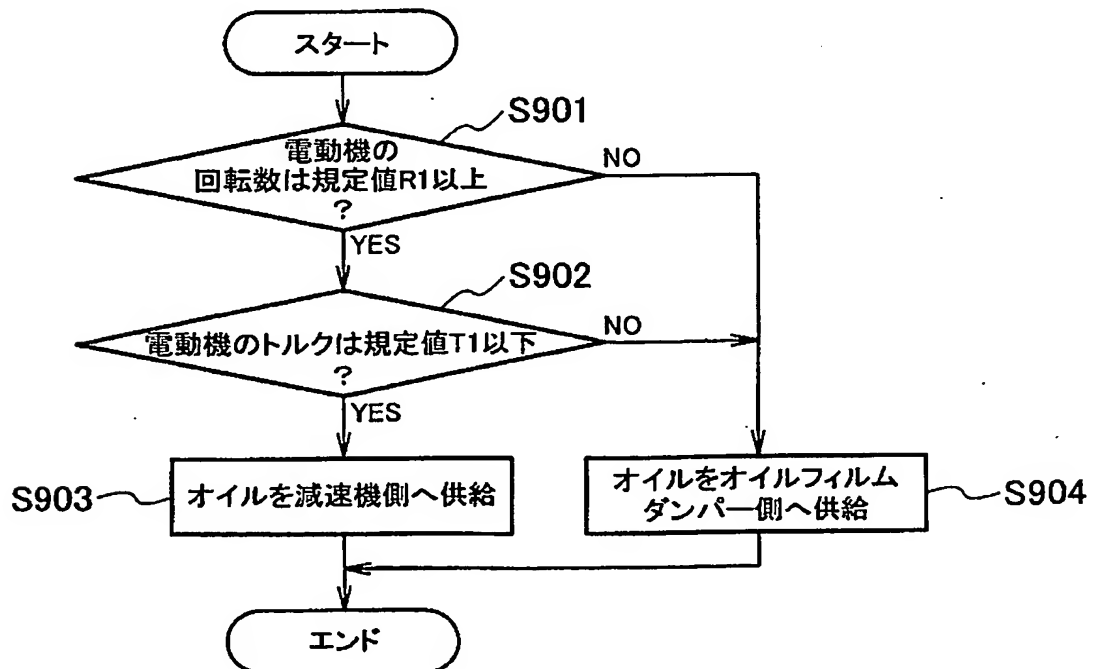 スタート
S901
電動機の
回転数は規定値R1以上
?
NO
YES
S902
電動機のトルクは規定値T1以下
?
NO
YES
S903
オイルを減速機側へ供給
オイルをオイルフィルム
ダンパー側へ供給
S904
エンド